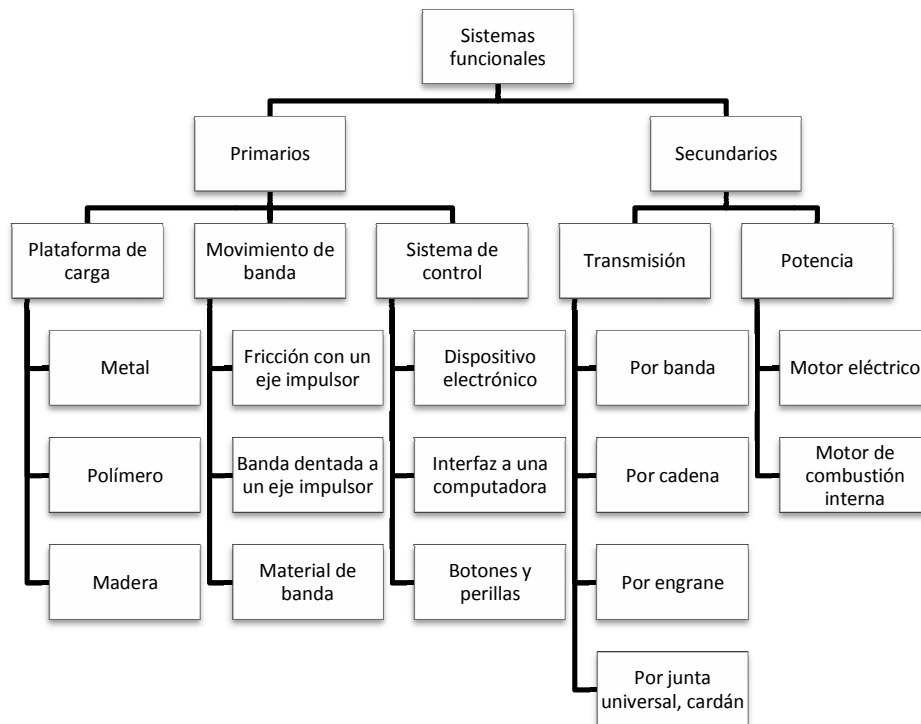 Sistemas
funcionales
Primarios
Secundarios
Plataforma de
carga
Movimiento de
banda
Sistema de
control
Transmisión
Potencia
Metal
Fricción con un
eje impulsor
Dispositivo
electrónico
Por banda
Motor eléctrico
Polímero
Banda dentada a
un eje impulsor
Interfaz a una
computadora
Por cadena
Motor de
combustión
interna
Madera
Material de
banda
Botones y
perillas
Por engrane
Por junta
universal, cardán